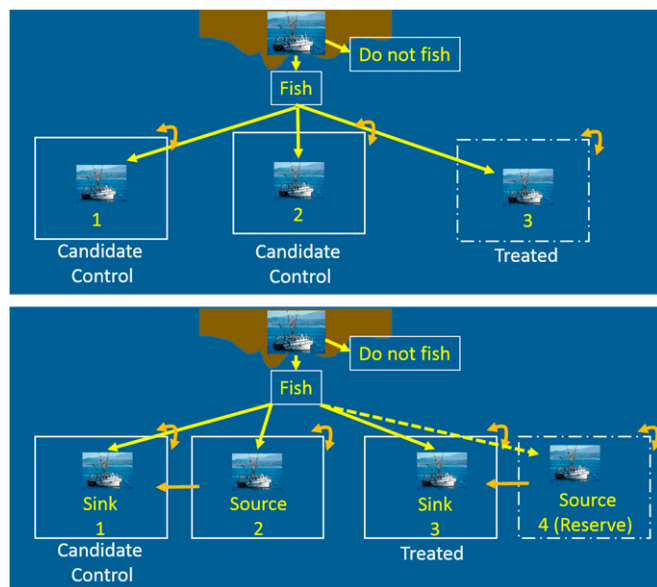 Do not fish
Fish
1
2
3
Candidate
Control
Candidate
Control
Treated
Do not fish
Fish
Sink
1
Source
2
Sink
3
Source
4 (Reserve)
Candidate
Control
Treated